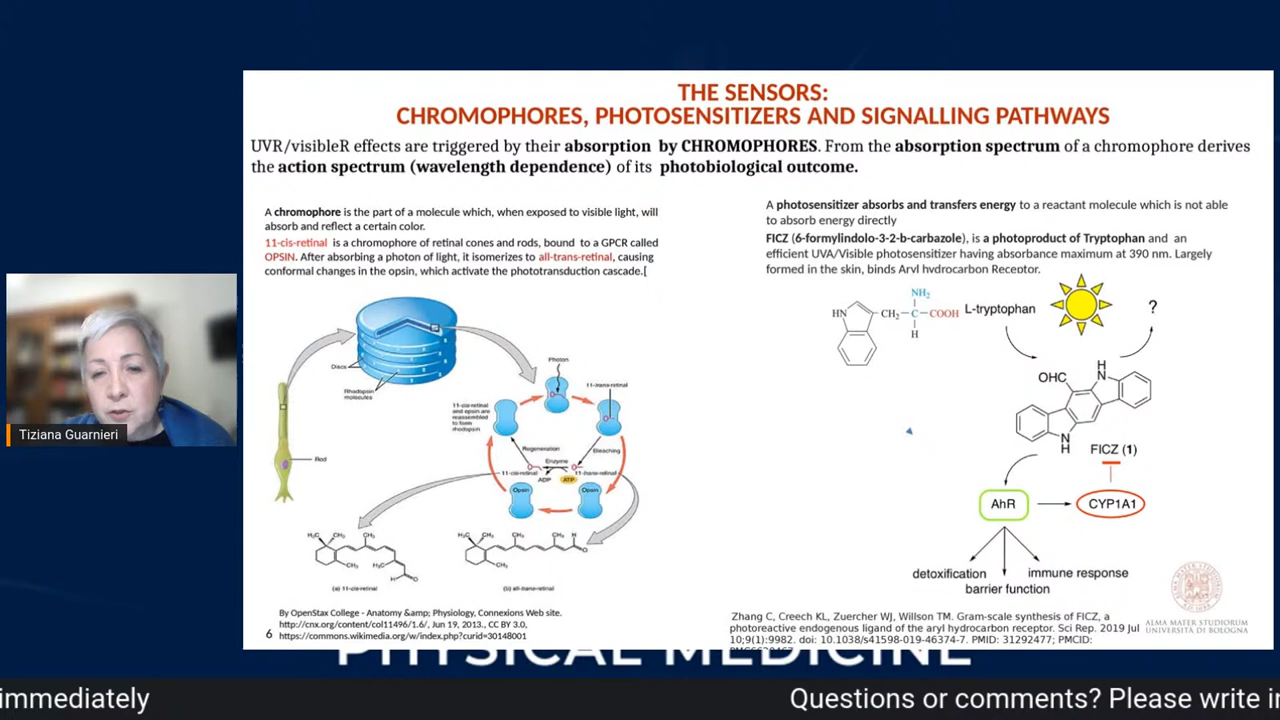 THE SENSORS:
CHROMOPHORES, PHOTOSENSITIZERS AND SIGNALLING PATHWAYS
UVR/visibleR effects are triggered by their absorption by CHROMOPHORES. From the absorption spectrum of a chromophore derives
the action spectrum (wavelength dependence) of its photobiological outcome.
A chromophore is the part of a molecule which, when exposed to visible light, will
absorb and reflect a certain color.
11-cis-retinal is a chromophore of retinal cones and rods, bound to a GPCR called
OPSIN. After absorbing a photon of light, it isomerizes to all-trans-retinal, causing
conformal changes in the opsin, which activate the phototransduction cascade.[
Discs
Rhodopsin
molecules
Rod
Photon
11-trans-retinal
11-cis-retinal
and opsin are
reassembled
to form
rhodopsin
Regeneration
Bleaching
Enzyme
11-cis-retinal
11-trans-retinal
ADP
ATP
Opsin
Opsin
H₃C
CH₃
CH₃
CH₃
H₃C
H
O
(a) 11-cis-retinal
H₃C
CH₃
CH₃
CH₃
H
O
CH₃
(b) all-trans-retinal
By OpenStax College - Anatomy &amp; Physiology, Connexions Web site.
http://cnx.org/content/col11496/1.6/, Jun 19, 2013., CC BY 3.0,
6 https://commons.wikimedia.org/w/index.php?curid=30148001
A photosensitizer absorbs and transfers energy to a reactant molecule which is not able
to absorb energy directly
FICZ (6-formylindolo-3-2-b-carbazole), is a photoproduct of Tryptophan and an
efficient UVA/Visible photosensitizer having absorbance maximum at 390 nm. Largely
formed in the skin, binds Aryl hydrocarbon Receptor.
NH₂
HN
CH₂-C-COOH
H
L-tryptophan
?
OHC
H
N
N
H
FICZ (1)
AhR
CYP1A1
detoxification
immune response
barrier function
Zhang C, Creech KL, Zuercher WJ, Willson TM. Gram-scale synthesis of FICZ, a
photoreactive endogenous ligand of the aryl hydrocarbon receptor. Sci Rep. 2019 Jul
10;9(1):9982. doi: 10.1038/s41598-019-46374-7. PMID: 31292477; PMCID:
ALMA MATER STUDIORUM
UNIVERSITÀ DI BOLOGNA
Tiziana Guarnieri
PHYSICAL MEDICINE
immediately
Questions or comments? Please write in